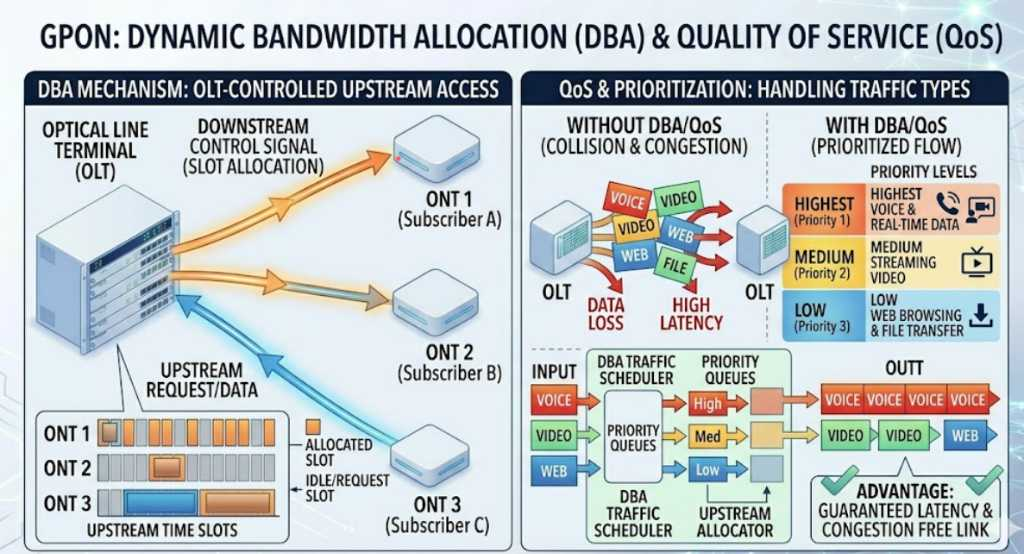 GPON: DYNAMIC BANDWIDTH ALLOCATION (DBA) & QUALITY OF SERVICE (QoS)
DBA MECHANISM: OLT-CONTROLLED UPSTREAM ACCESS
OPTICAL LINE
TERMINAL
(OLT)
DOWNSTREAM
CONTROL SIGNAL
(SLOT ALLOCATION)
ONT 1
(Subscriber A)
ONT 2
(Subscriber B)
UPSTREAM
REQUEST/DATA
ONT 3
(Subscriber C)
ONT 1
ONT 2
ONT 3
UPSTREAM TIME SLOTS
ALLOCATED
SLOT
IDLE/REQUEST
SLOT
QoS & PRIORITIZATION: HANDLING TRAFFIC TYPES
WITHOUT DBA/QoS
(COLLISION & CONGESTION)
VOICE
VIDEO
VIDEO
WEB
WEB
FILE
OLT
OLT
DATA
LOSS
HIGH
LATENCY
WITH DBA/QoS
(PRIORITIZED FLOW)
PRIORITY LEVELS
HIGHEST
(Priority 1)
HIGHEST
VOICE &
REAL-TIME DATA
MEDIUM
(Priority 2)
MEDIUM
STREAMING
VIDEO
LOW
(Priority 3)
LOW
WEB BROWSING
& FILE TRANSFER
INPUT
VOICE
VIDEO
WEB
DBA TRAFFIC
SCHEDULER
PRIORITY
QUEUES
DBA
TRAFFIC
SCHEDULER
PRIORITY
QUEUES
High
Med
Low
UPSTREAM
ALLOCATOR
OUTT
VOICE VOICE VOICE VOICE
VIDEO VIDEO WEB
ADVANTAGE:
GUARANTEED LATENCY &
CONGESTION FREE LINK